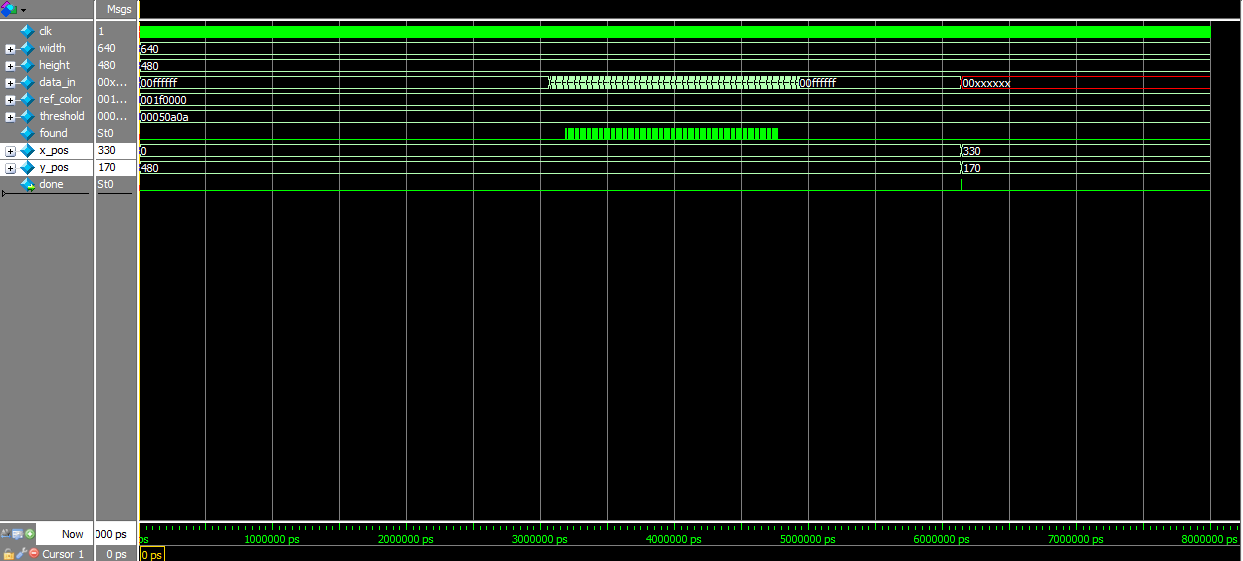 Msgs
clk 1
width 640 640
height 480 480
data_in 00x... 00ffffff 00ffffff 00xxxxxx
ref_color 001... 001f0000
threshold 000... 00050a0a
found St0
x_pos 330 0 330
y_pos 170 480 170
done St0
Now 000 ps ps 1000000 ps 2000000 ps 3000000 ps 4000000 ps 5000000 ps 6000000 ps 7000000 ps 8000000 ps
Cursor 1 0 ps 0 ps